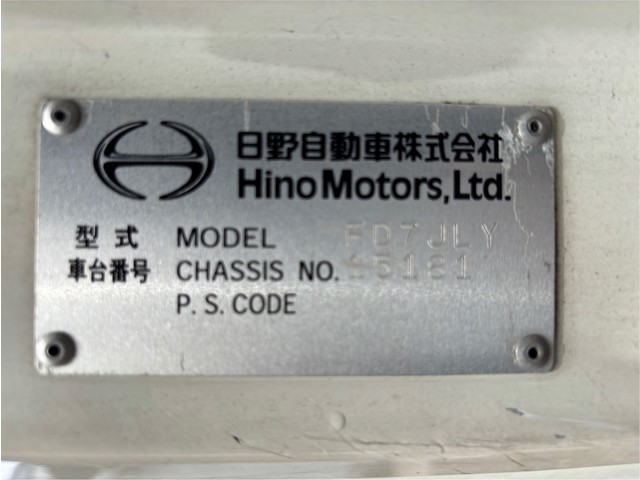 日野自動車株式会社
Hino Motors, Ltd.
型式 MODEL FD7JLY
車台番号 CHASSIS NO.
P. S. CODE